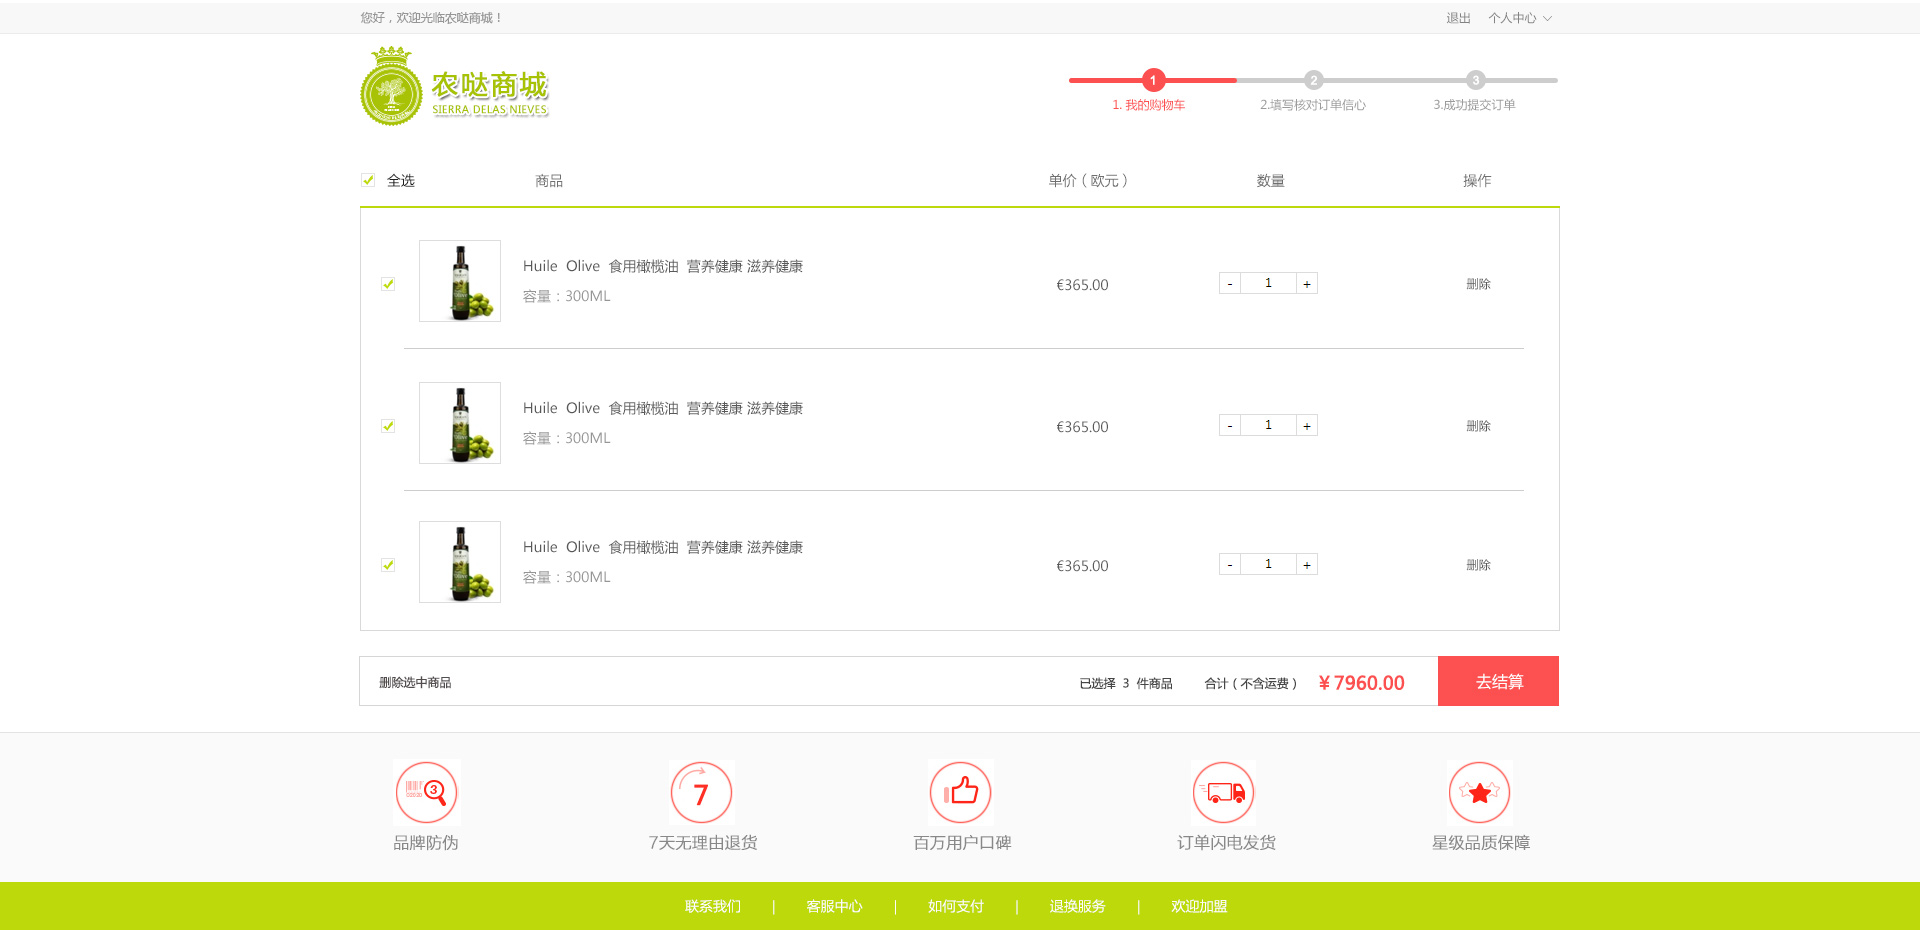 您好，欢迎光临农哒商城！
退出 个人中心
农哒商城
SIERRA DELAS NIEVES
1 2 3
1. 我的购物车 2.填写核对订单信心 3.成功提交订单
全选 商品 单价（欧元） 数量 操作
Huile Olive 食用橄榄油 营养健康 滋养健康
容量：300ML
€365.00 - 1 + 删除
Huile Olive 食用橄榄油 营养健康 滋养健康
容量：300ML
€365.00 - 1 + 删除
Huile Olive 食用橄榄油 营养健康 滋养健康
容量：300ML
€365.00 - 1 + 删除
删除选中商品 已选择 3 件商品 合计（不含运费） ¥7960.00 去结算
3 7
品牌防伪 7天无理由退货 百万用户口碑 订单闪电发货 星级品质保障
联系我们 | 客服中心 | 如何支付 | 退换服务 | 欢迎加盟